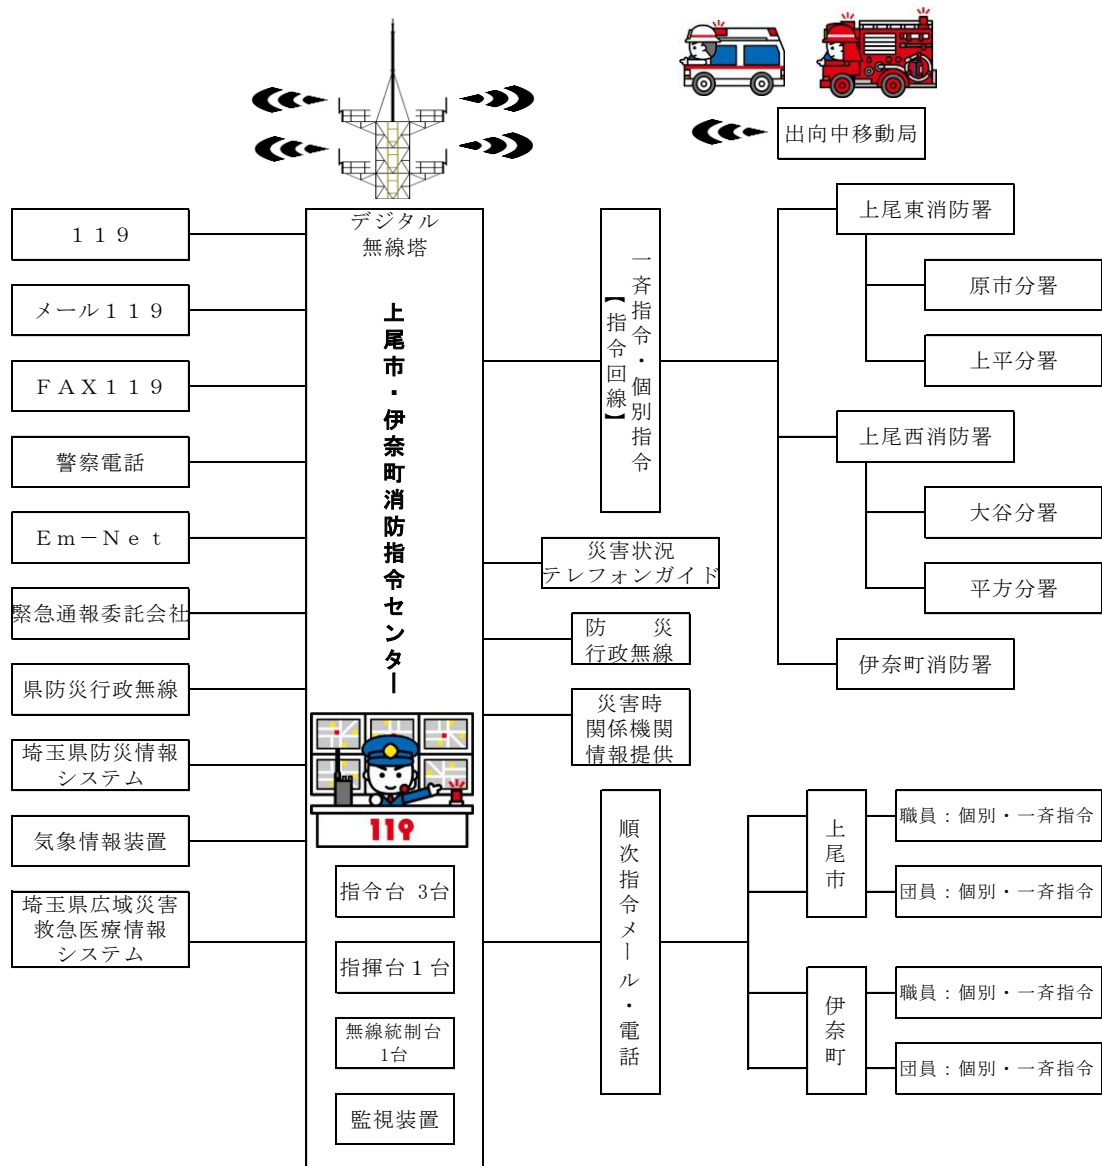 出向中移動局
１１９
メール１１９
ＦＡＸ１１９
警察電話
Ｅｍ－Ｎｅｔ
緊急通報委託会社
県防災行政無線
埼玉県防災情報
システム
気象情報装置
埼玉県広域災害
救急医療情報
システム
デジタル
無線塔
上尾市・伊奈町消防指令センター
119
指令台 3台
指揮台１台
無線統制台
1台
監視装置
一斉指令・個別指令
【指令回線】
災害状況
テレフォンガイド
防　　災
行政無線
災害時
関係機関
情報提供
順次指令メール・電話
上尾東消防署
原市分署
上平分署
上尾西消防署
大谷分署
平方分署
伊奈町消防署
上尾市
職員：個別・一斉指令
団員：個別・一斉指令
伊奈町
職員：個別・一斉指令
団員：個別・一斉指令